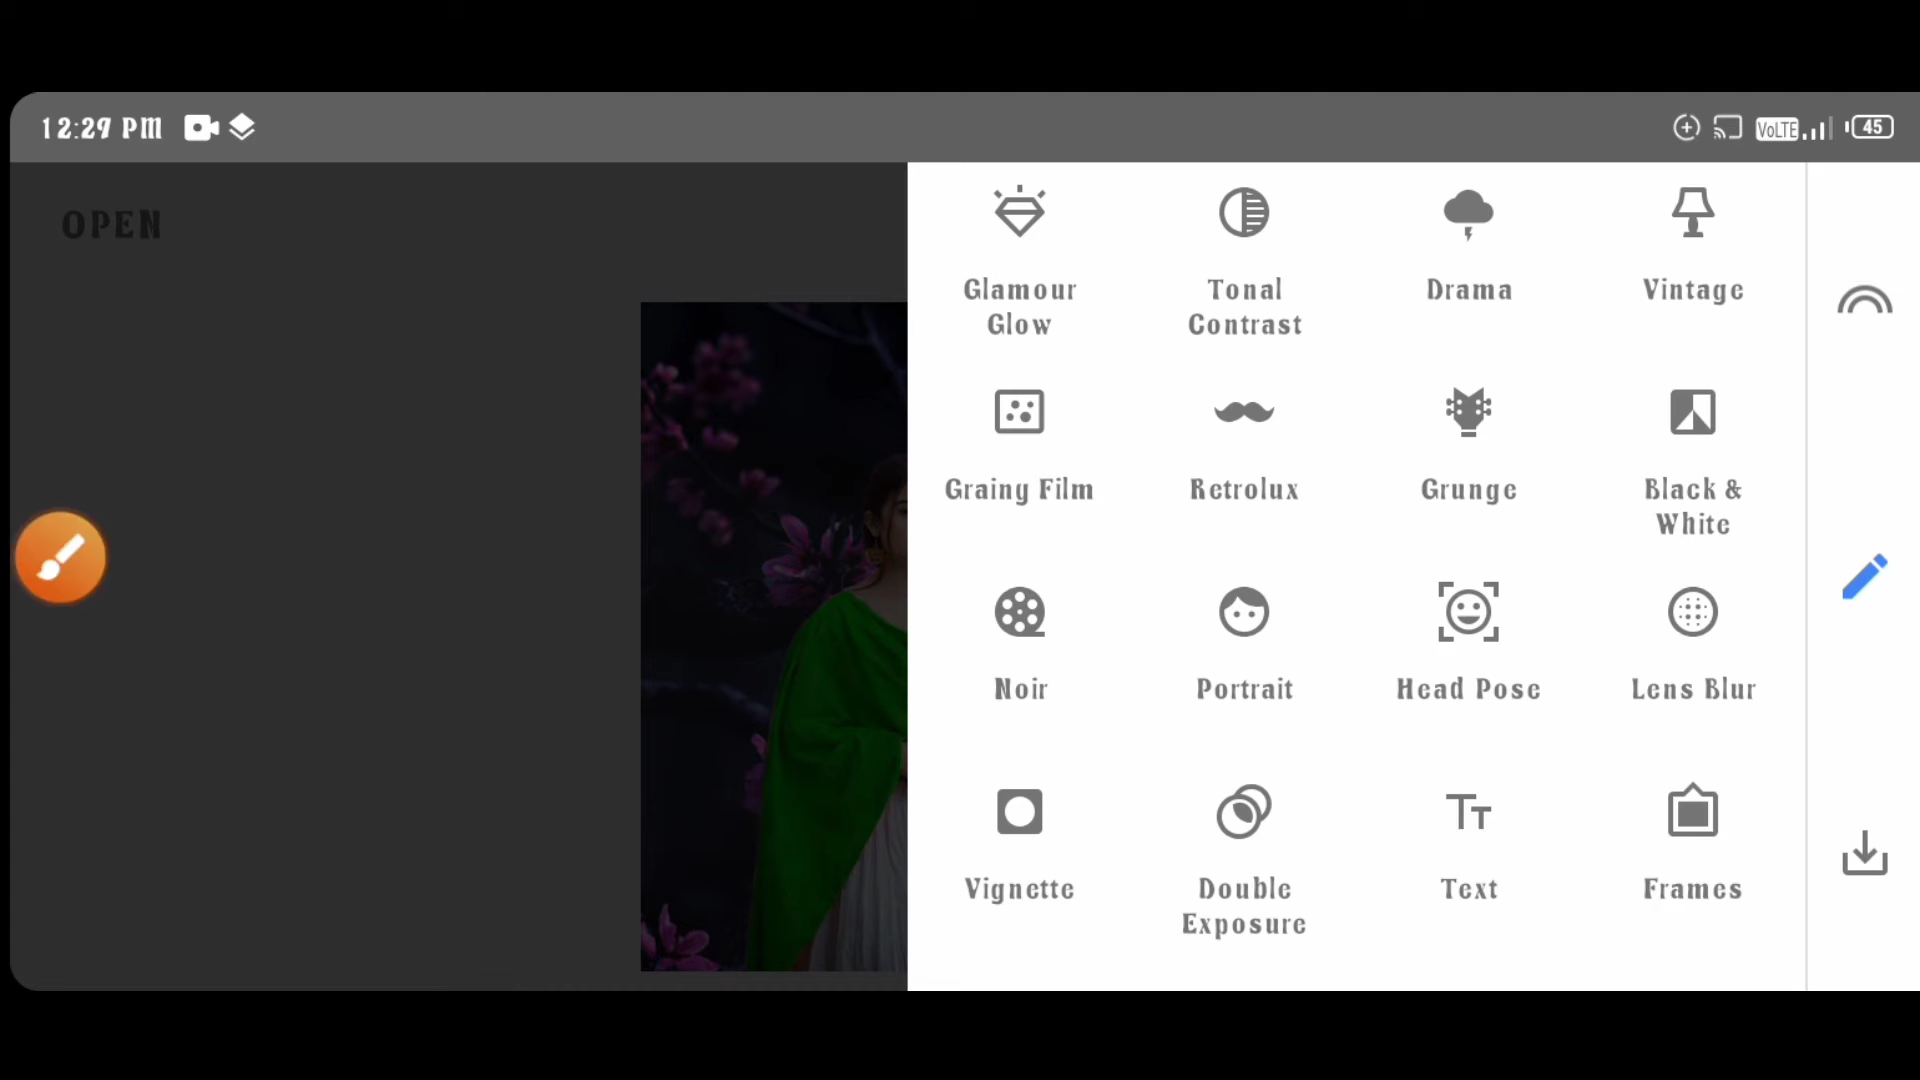 12:29 PM
VoLTE
45
OPEN
Glamour
Glow
Tonal
Contrast
Drama
Vintage
Grainy Film
Retrolux
Grunge
Black &
White
Noir
Portrait
Head Pose
Lens Blur
Vignette
Double
Exposure
Text
Frames